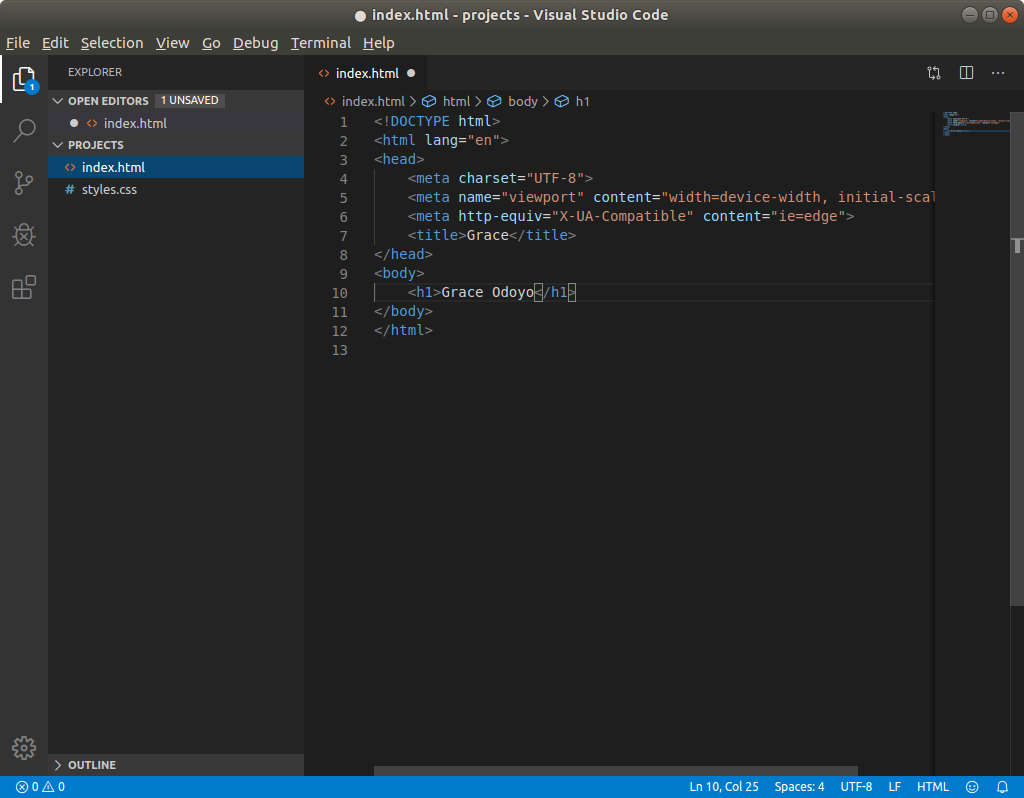 index.html - projects - Visual Studio Code
File Edit Selection View Go Debug Terminal Help
EXPLORER
OPEN EDITORS 1 UNSAVED
index.html
PROJECTS
index.html
styles.css
OUTLINE
index.html
index.html > html > body > h1
1 <!DOCTYPE html>
2 <html lang="en">
3 <head>
4 <meta charset="UTF-8">
5 <meta name="viewport" content="width=device-width, initial-scal
6 <meta http-equiv="X-UA-Compatible" content="ie=edge">
7 <title>Grace</title>
8 </head>
9 <body>
10 <h1>Grace Odoyo</h1>
11 </body>
12 </html>
13
0 0 Ln 10, Col 25 Spaces: 4 UTF-8 LF HTML